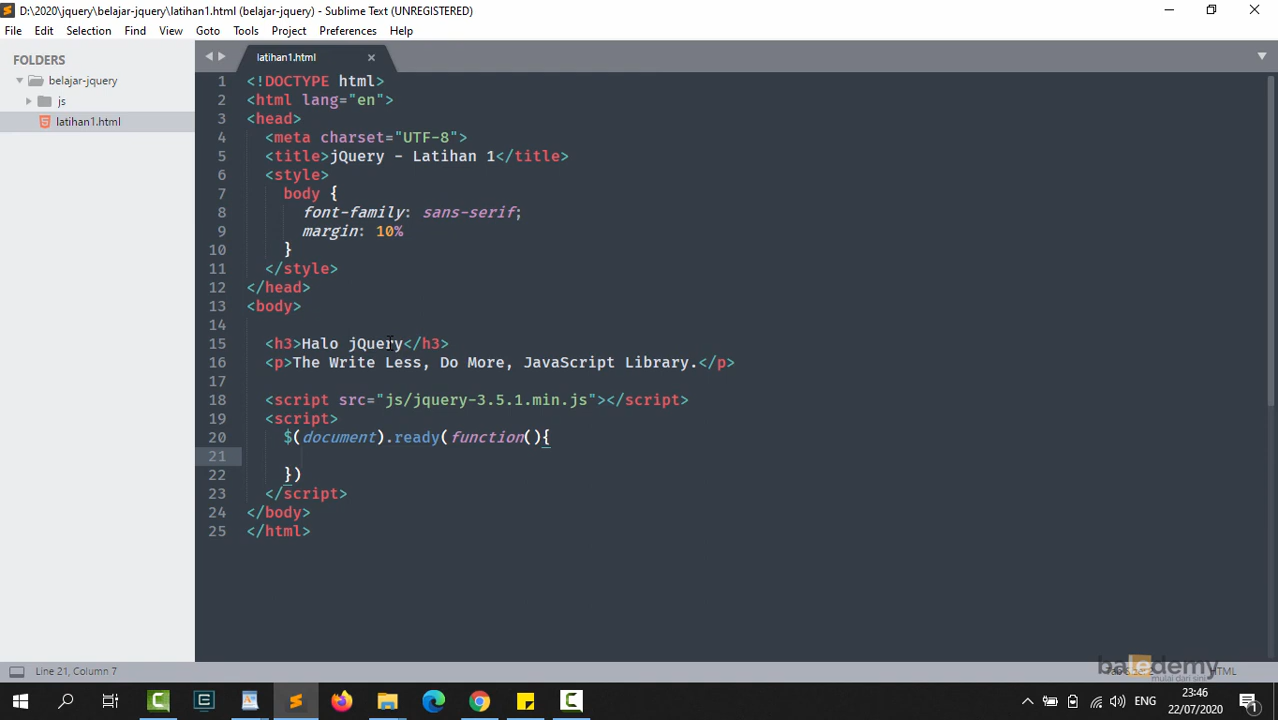 D:\2020\jquery\belajar-jquery\latihan1.html (belajar-jquery) - Sublime Text (UNREGISTERED)
File Edit Selection Find View Goto Tools Project Preferences Help
FOLDERS
belajar-jquery
js
latihan1.html
latihan1.html
1 <!DOCTYPE html>
2 <html lang="en">
3 <head>
4 <meta charset="UTF-8">
5 <title>jQuery - Latihan 1</title>
6 <style>
7 body {
8 font-family: sans-serif;
9 margin: 10%
10 }
11 </style>
12 </head>
13 <body>
14
15 <h3>Halo jQuery</h3>
16 <p>The Write Less, Do More, JavaScript Library.</p>
17
18 <script src="js/jquery-3.5.1.min.js"></script>
19 <script>
20 $(document).ready(function(){
21
22 })
23 </script>
24 </body>
25 </html>
Line 21, Column 7
baledemy
mulai dari sini
HTML
ENG
23:46
22/07/2020
1